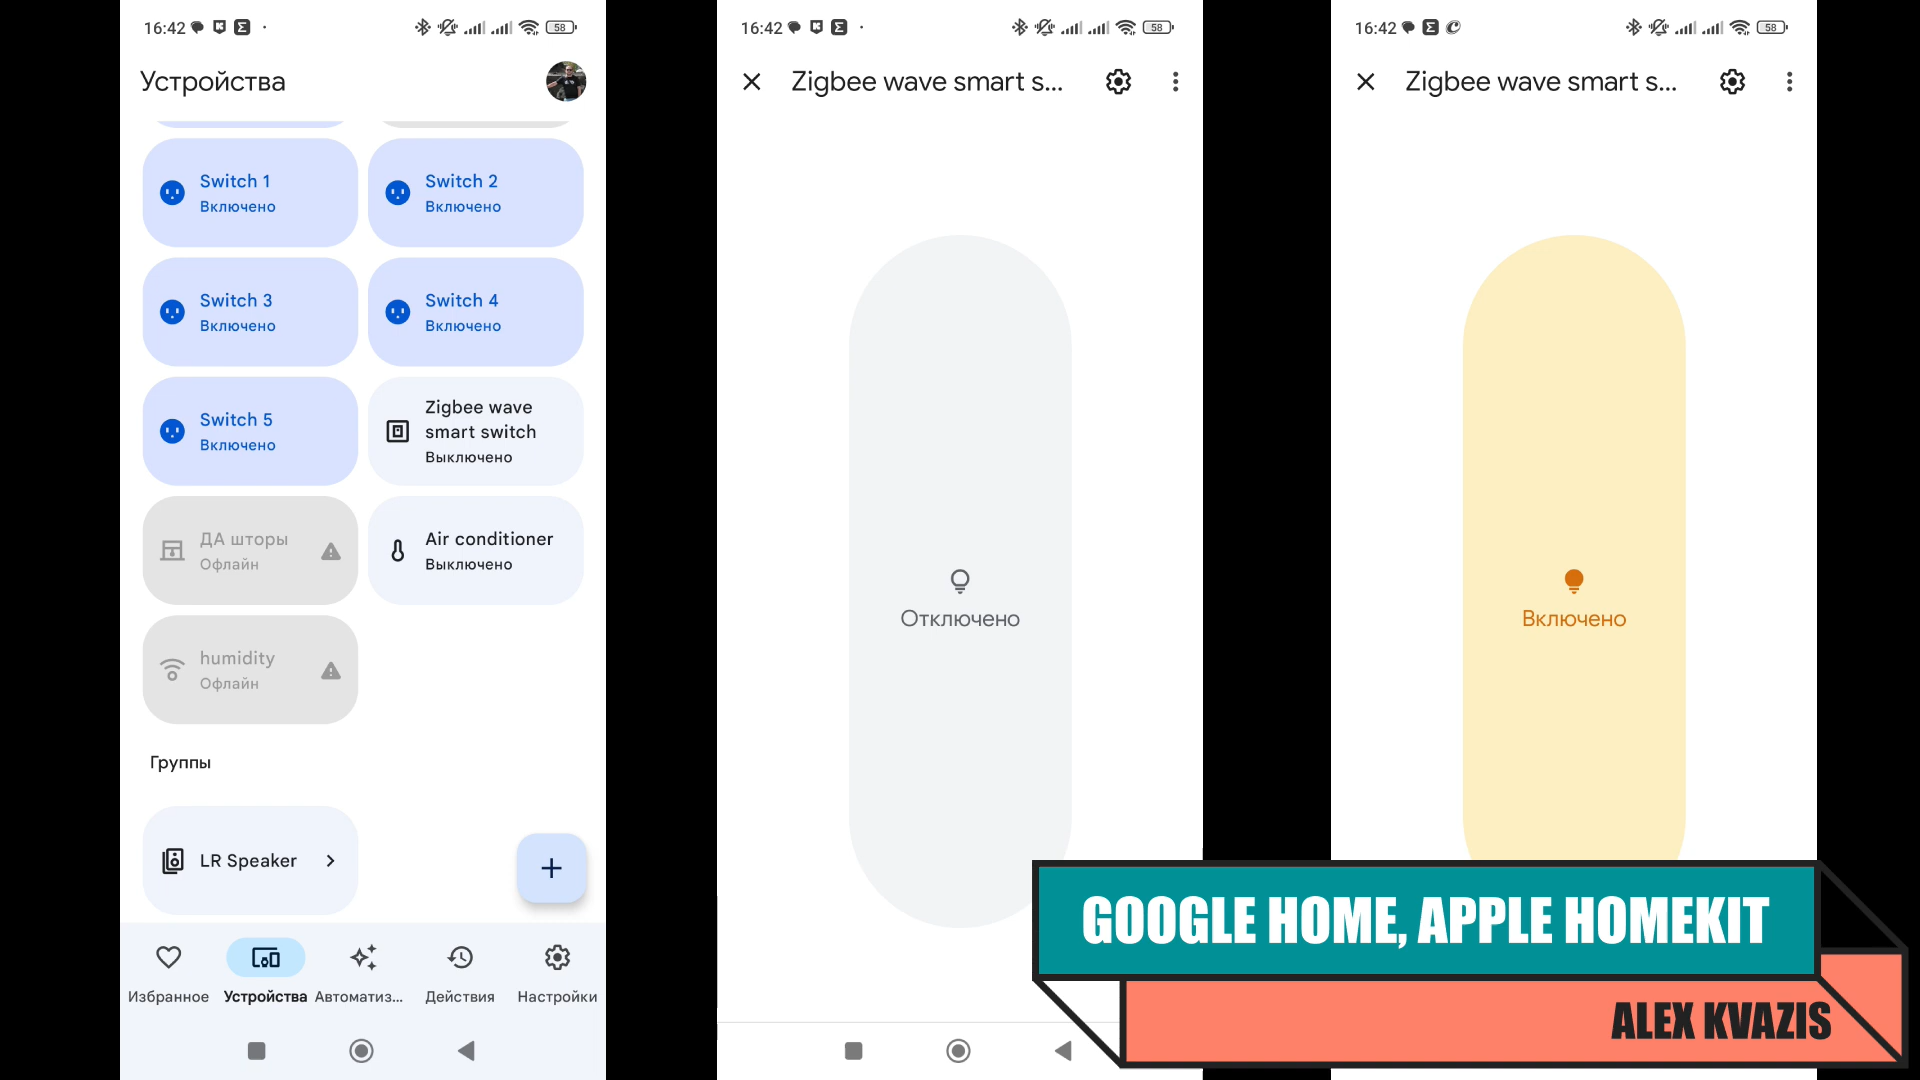 16:42
58
Устройства
Switch 1
Включено
Switch 2
Включено
Switch 3
Включено
Switch 4
Включено
Switch 5
Включено
Zigbee wave
smart switch
Выключено
ДА шторы
Офлайн
Air conditioner
Выключено
humidity
Офлайн
Группы
LR Speaker
Избранное
Устройства
Автоматиз...
Действия
Настройки
16:42
58
Zigbee wave smart s...
Отключено
16:42
58
Zigbee wave smart s...
Включено
GOOGLE HOME, APPLE HOMEKIT
ALEX KVAZIS